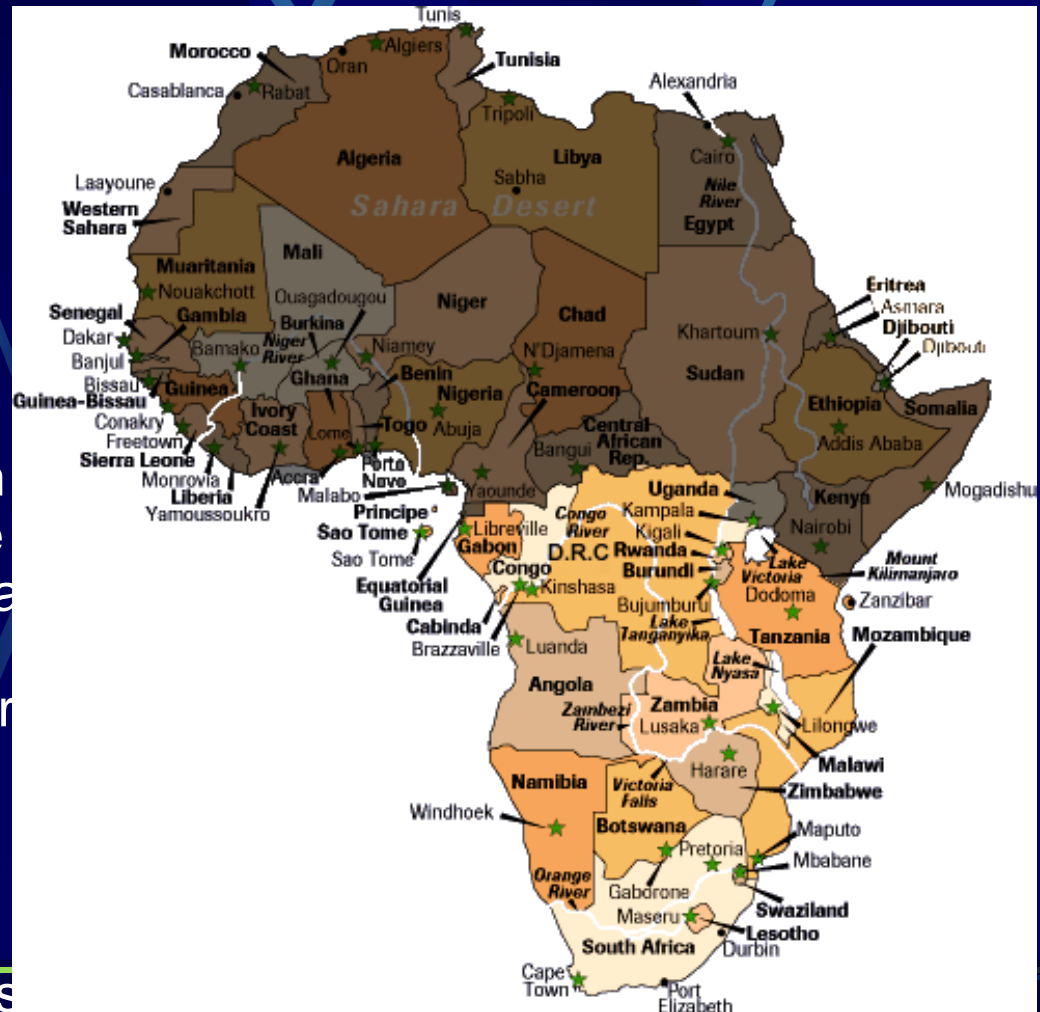 Tunis
Morocco
Algiers
Oran
Tunisia
Casablanca
Rabat
Alexandria
Tripoli
Cairo
Algeria
Libya
Laayoune
Sabha
Nile
River
Western
Sahara
Sahara Desert
Egypt
Mali
Muaritania
Nouakchott
Ouagadougou
Niger
Chad
Eritrea
Asmara
Senegal
Gambia
Burkina
Khartoum
Djibouti
Djibouti
Dakar
Bamako
Niger
River
Niamey
N'Djamena
Banjul
Sudan
Bissau
Guinea
Ghana
Benin
Nigeria
Cameroon
Guinea-Bissau
Ivory
Coast
Ethiopia
Somalia
Conakry
Lome
Togo
Abuja
Central
African
Rep.
Freetown
Bangui
Addis Ababa
Sierra Leone
Monrovia
Liberia
Accra
Porto
Novo
Yaounde
Uganda
Kenya
Mogadishu
Yamoussoukro
Malabo
Principe
Congo
River
Kampala
Nairobi
Sao Tome
Libreville
Kigali
Sao Tome
Gabon
D.R.C
Rwanda
Lake
Victoria
Mount
Kilimanjaro
Equatorial
Guinea
Congo
Kinshasa
Burundi
Dodoma
Zanzibar
Bujumburu
Cabinda
Lake
Tanganyika
Tanzania
Mozambique
Brazzaville
Luanda
Lake
Nyasa
Angola
Zambezi
River
Zambia
Lusaka
Lilongwe
Malawi
Namibia
Victoria
Falls
Harare
Zimbabwe
Windhoek
Botswana
Pretoria
Maputo
Mbabane
Orange
River
Gaborone
Swaziland
Maseru
Lesotho
South Africa
Durbin
Cape
Town
Port
Elizabeth